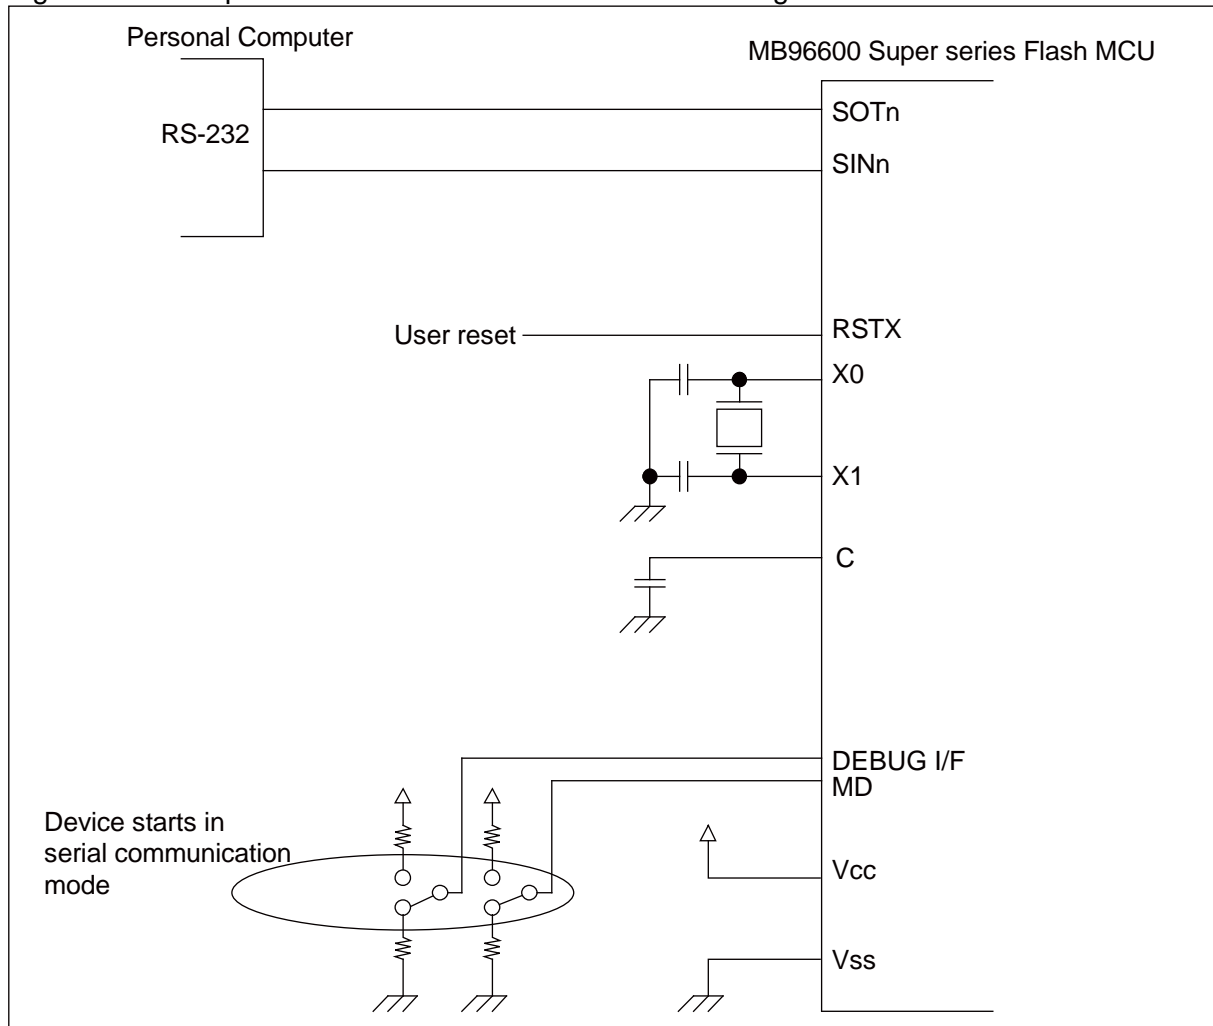 Personal Computer
MB96600 Super series Flash MCU
RS-232
SOTn
SINn
User reset
RSTX
X0
X1
C
DEBUG I/F
MD
Device starts in
serial communication
mode
Vcc
Vss